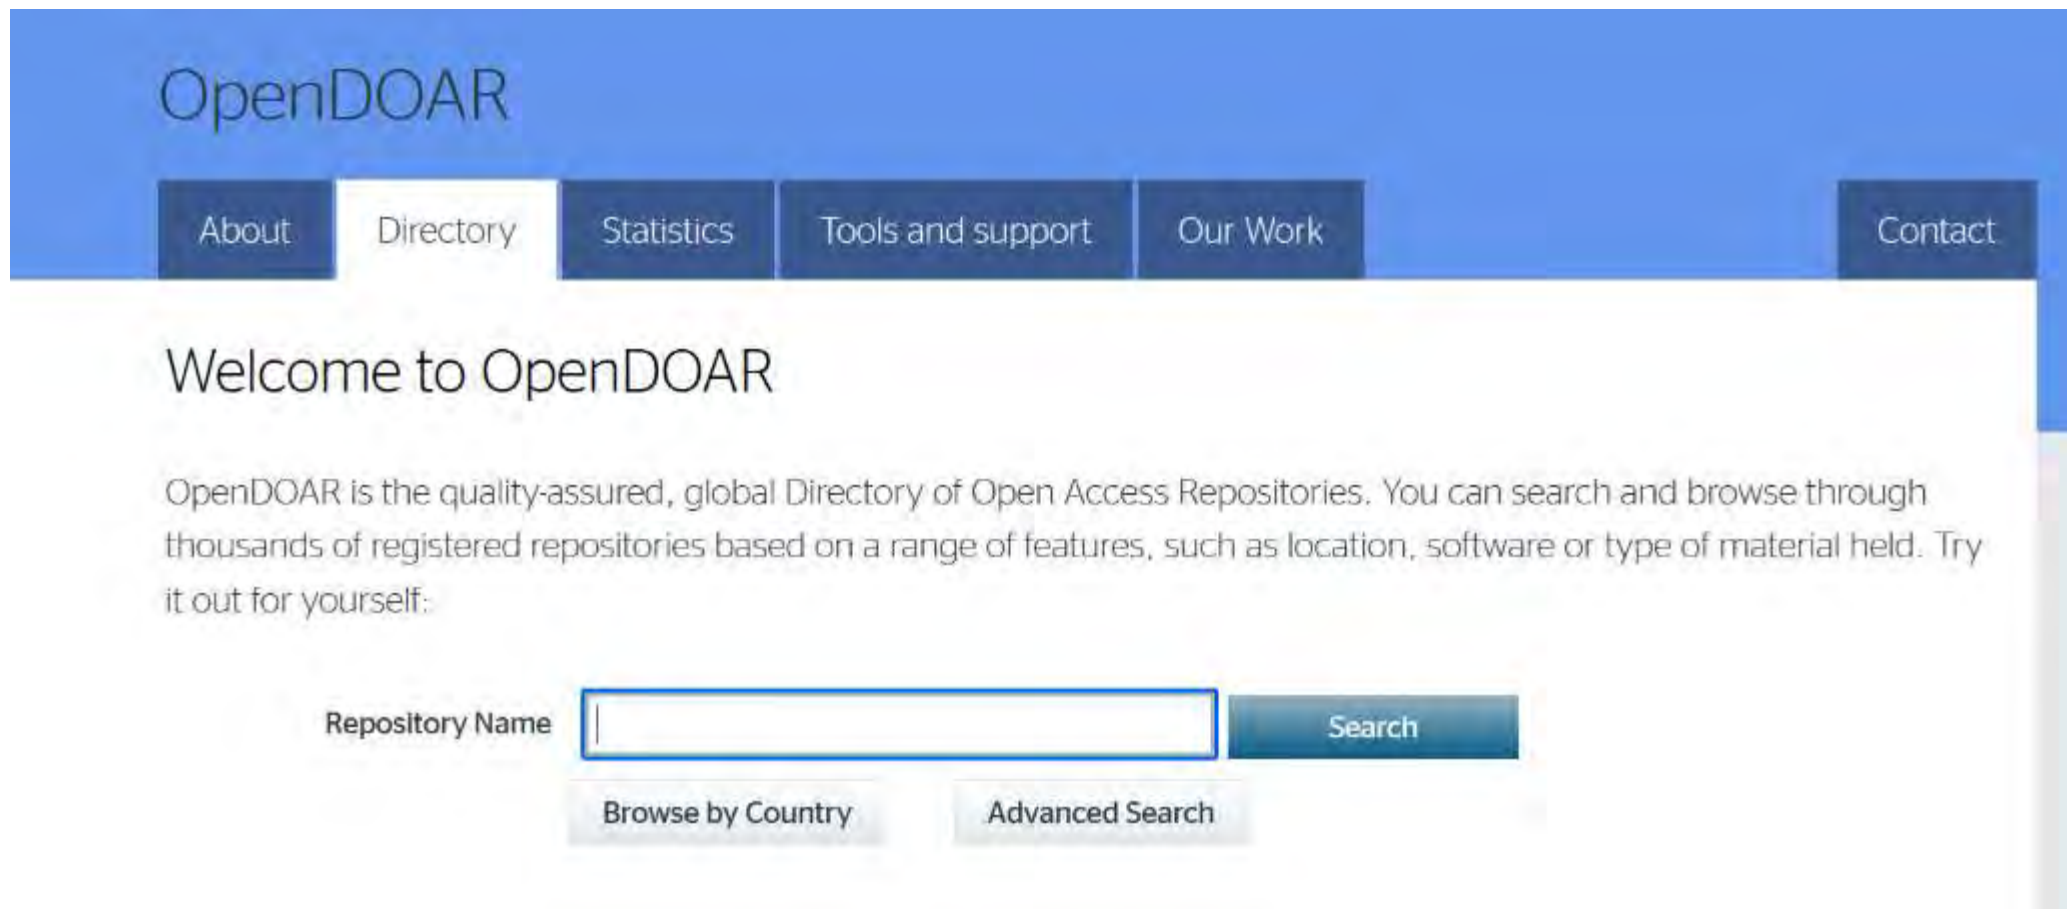 OpenDOAR
About Directory Statistics Tools and support Our Work Contact
Welcome to OpenDOAR
OpenDOAR is the quality-assured, global Directory of Open Access Repositories. You can search and browse through
thousands of registered repositories based on a range of features, such as location, software or type of material held. Try
it out for yourself:
Repository Name Search
Browse by Country Advanced Search